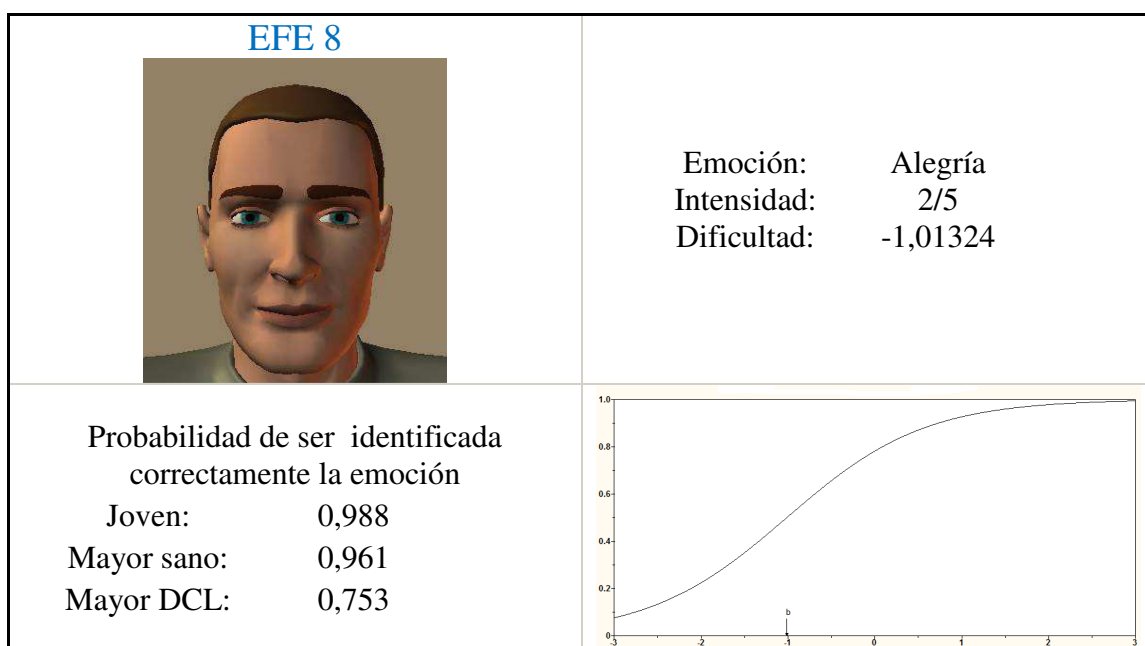 EFE 8
Emoción: Alegría
Intensidad: 2/5
Dificultad: -1,01324
Probabilidad de ser identificada
correctamente la emoción
Joven: 0,988
Mayor sano: 0,961
Mayor DCL: 0,753
1.0
0.8
0.6
0.4
0.2
0
b
-3 -2 -1 0 1 2 3